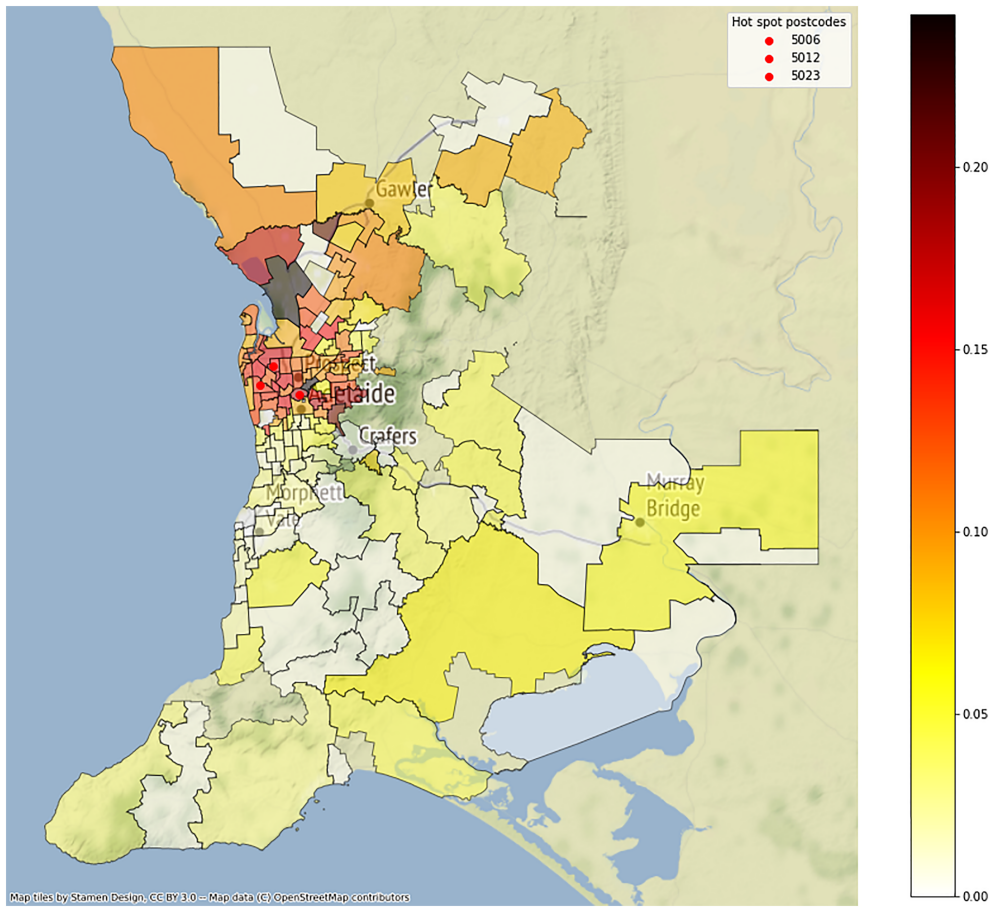 Hot spot postcodes
5006
5012
5023
0.20
Gawler
0.15
Prospect
Adelaide
Crafers
Murray
Bridge
Morphett
Vale
0.10
0.05
0.00
Map tiles by Stamen Design, CC BY 3.0 -- Map data (C) OpenStreetMap contributors